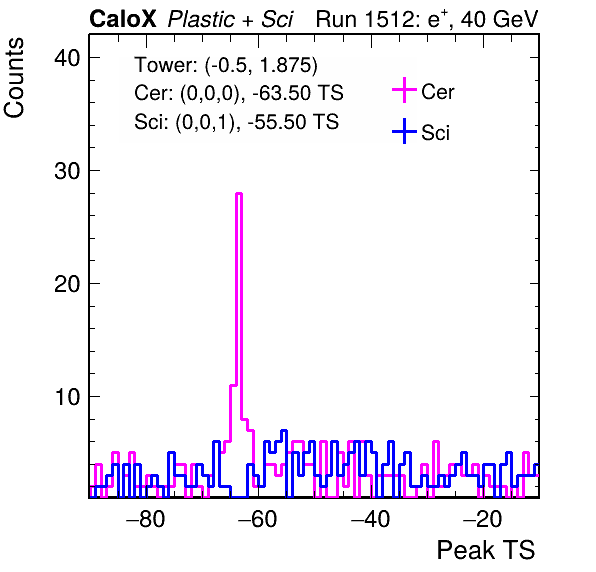 CaloX Plastic + Sci Run 1512: e+, 40 GeV
Tower: (-0.5, 1.875)
Cer: (0,0,0), -63.50 TS
Sci: (0,0,1), -55.50 TS
Cer
Sci
Counts
40
30
20
10
−80 −60 −40 −20
Peak TS